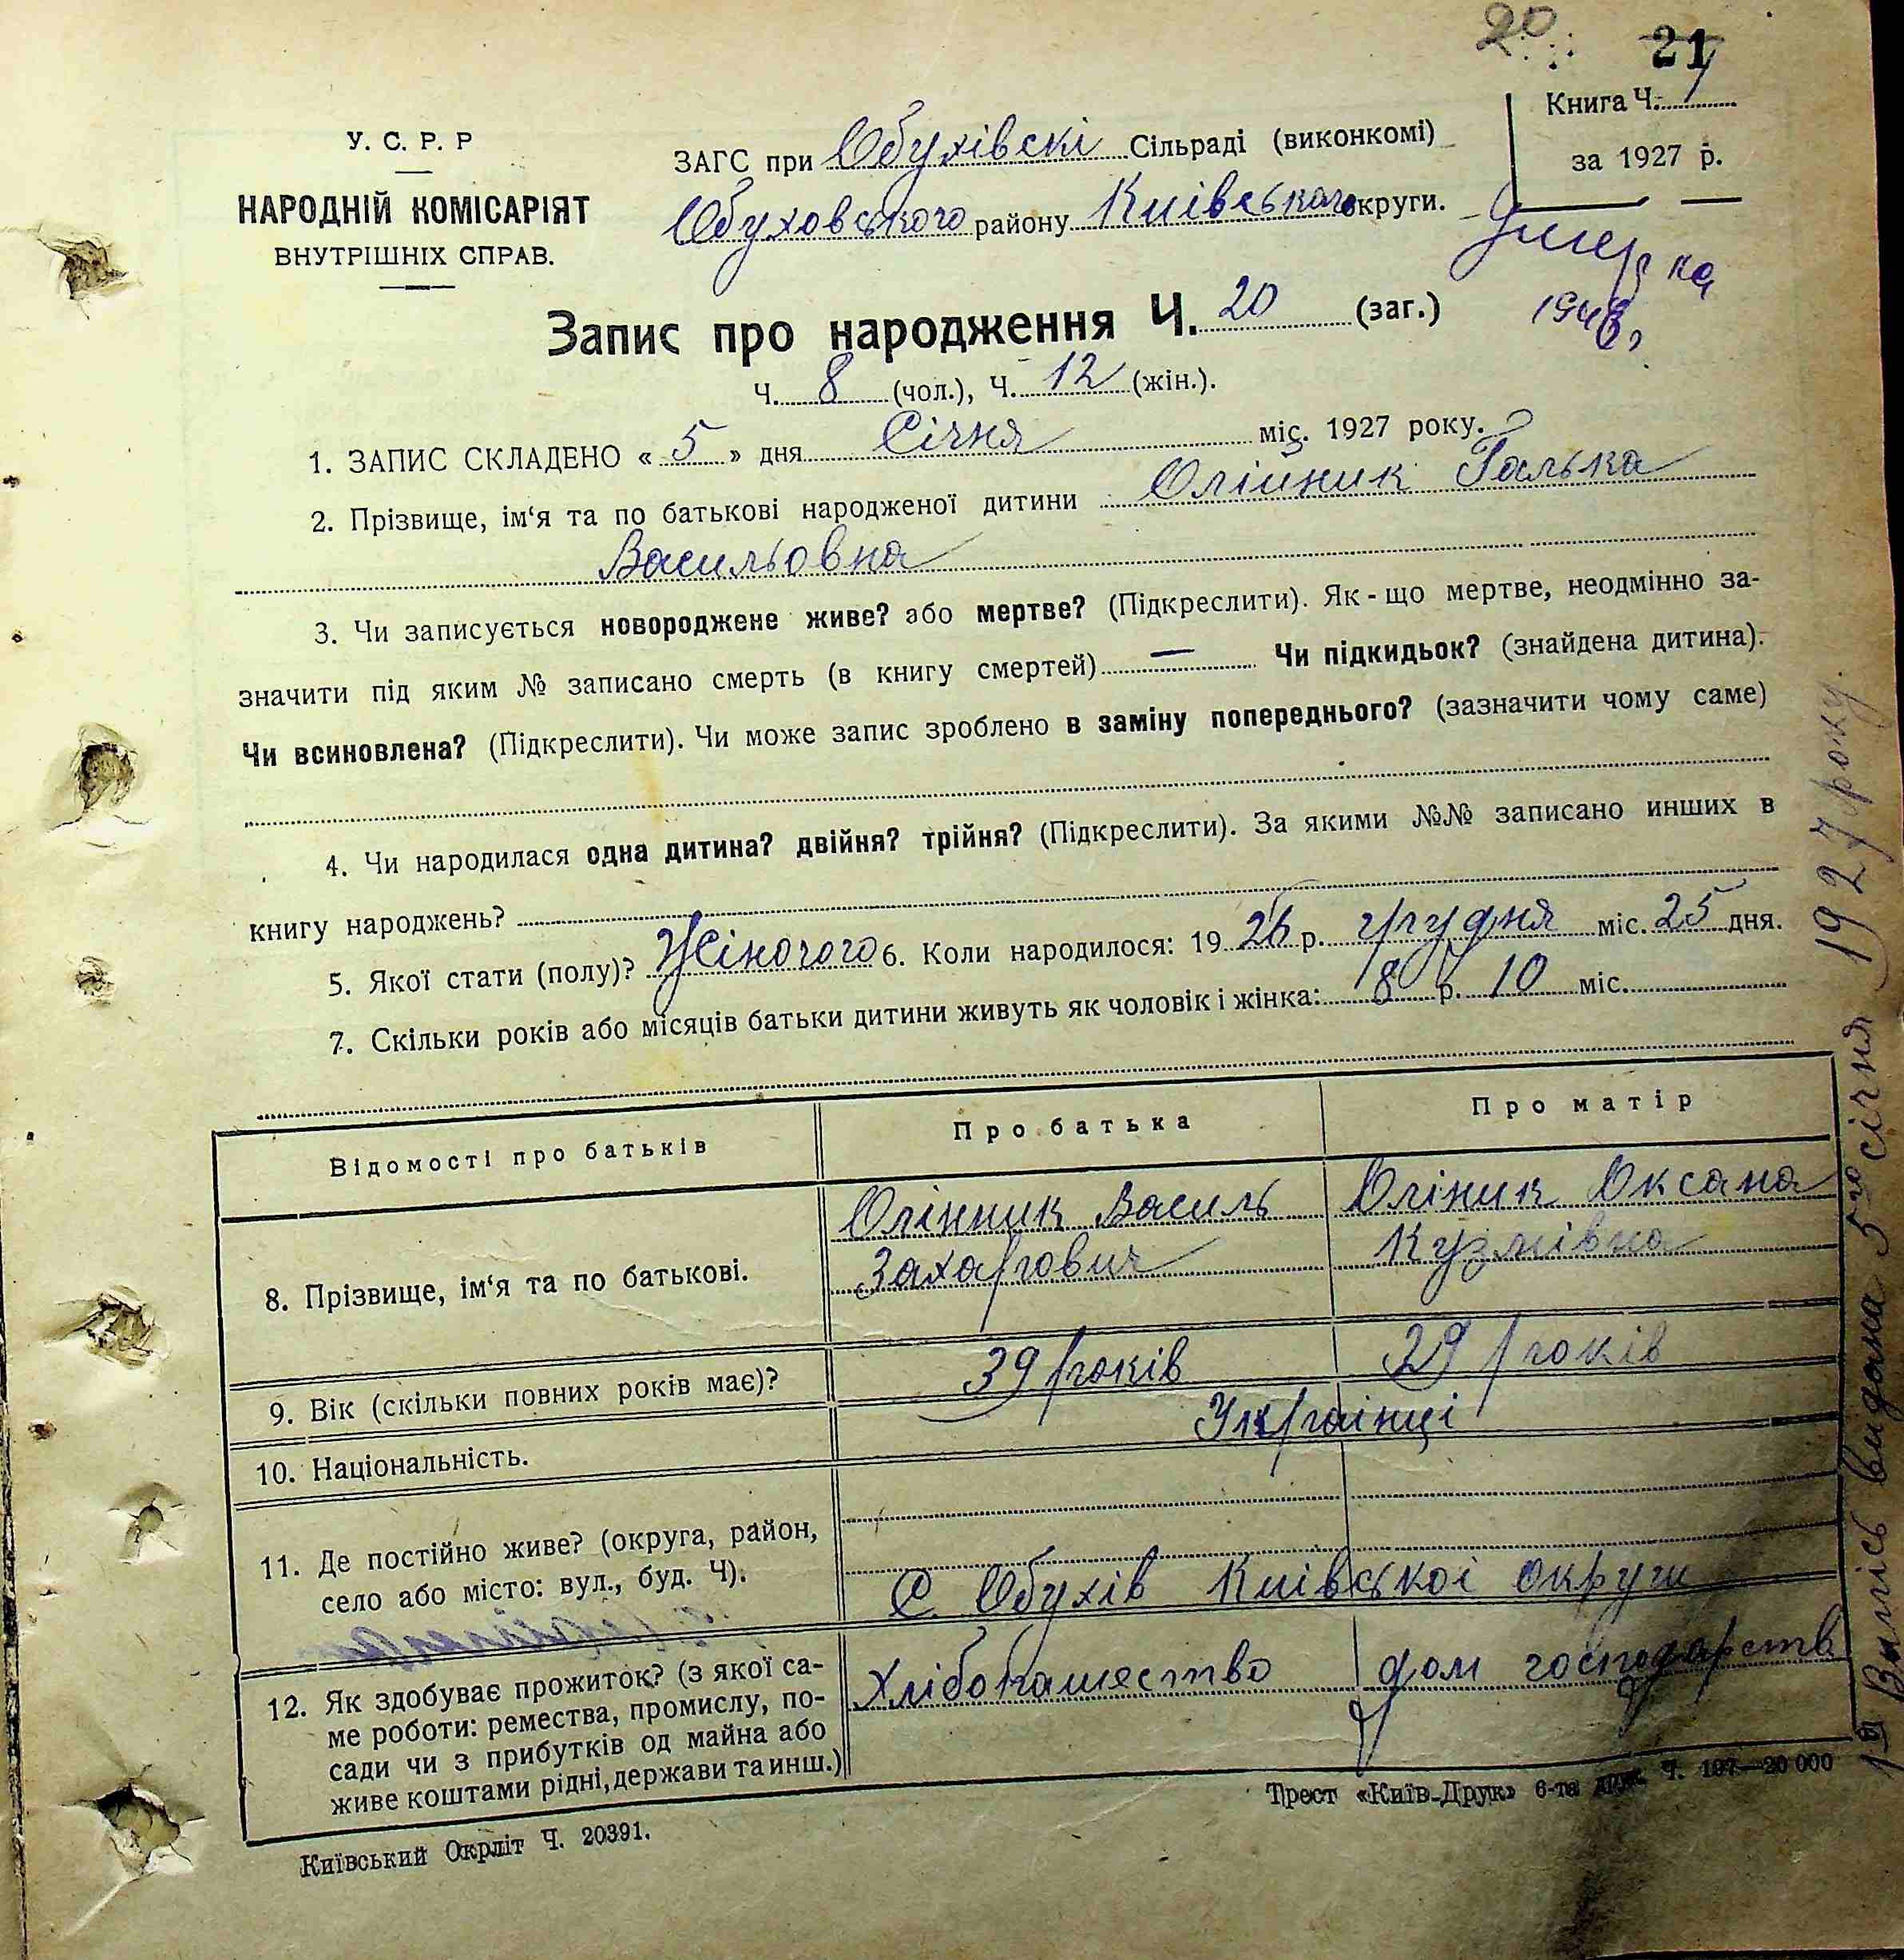 20 21
Книга Ч. 1
за 1927 р.
У. С. Р. Р
НАРОДНІЙ КОМІСАРІЯТ
ВНУТРІШНІХ СПРАВ.
ЗАГС при Обухівскі Сільраді (виконкомі)
Обуховського району Київського округи.
Умерка
1948 г.
Запис про народження Ч. 20 (заг.)
Ч. 8 (чол.), Ч. 12 (жін.).
1. ЗАПИС СКЛАДЕНО « 5 » дня Січня міс. 1927 року.
2. Прізвище, ім‘я та по батькові народженої дитини Олійник Галька
Васильовна
3. Чи записується новороджене живе? або мертве? (Підкреслити). Як-що мертве, неодмінно за-
значити під яким № записано смерть (в книгу смертей) — Чи підкидьок? (знайдена дитина).
Чи всиновлена? (Підкреслити). Чи може запис зроблено в заміну попереднього? (зазначити чому саме)
4. Чи народилася одна дитина? двійня? трійня? (Підкреслити). За якими №№ записано инших в
книгу народжень?
5. Якої стати (полу)? Жіночого 6. Коли народилося: 1926 р. грудня міс. 25 дня.
7. Скільки років або місяців батьки дитини живуть як чоловік і жінка: 8 р. 10 міс.
Відомості про батьків Про батька Про матір
8. Прізвище, ім‘я та по батькові. Олінник Василь Захарович Оліник Оксана Кузмівна
9. Вік (скільки повних років має)? 39 років 29 років
10. Національність. Українці
11. Де постійно живе? (округа, район,
село або місто: вул., буд. Ч). С. Обухів Київської округи
12. Як здобуває прожиток? (з якої са-
ме роботи: ремества, промислу, по-
сади чи з прибутків од майна або
живе коштами рідні, держави та инш.)
Хлібопашество дом господарств
Київський Окрліт Ч. 20391.
Трест «Київ-Друк» 6-та друк. Ч. 197—20 000
Випись видана 5го січня 1927 року.